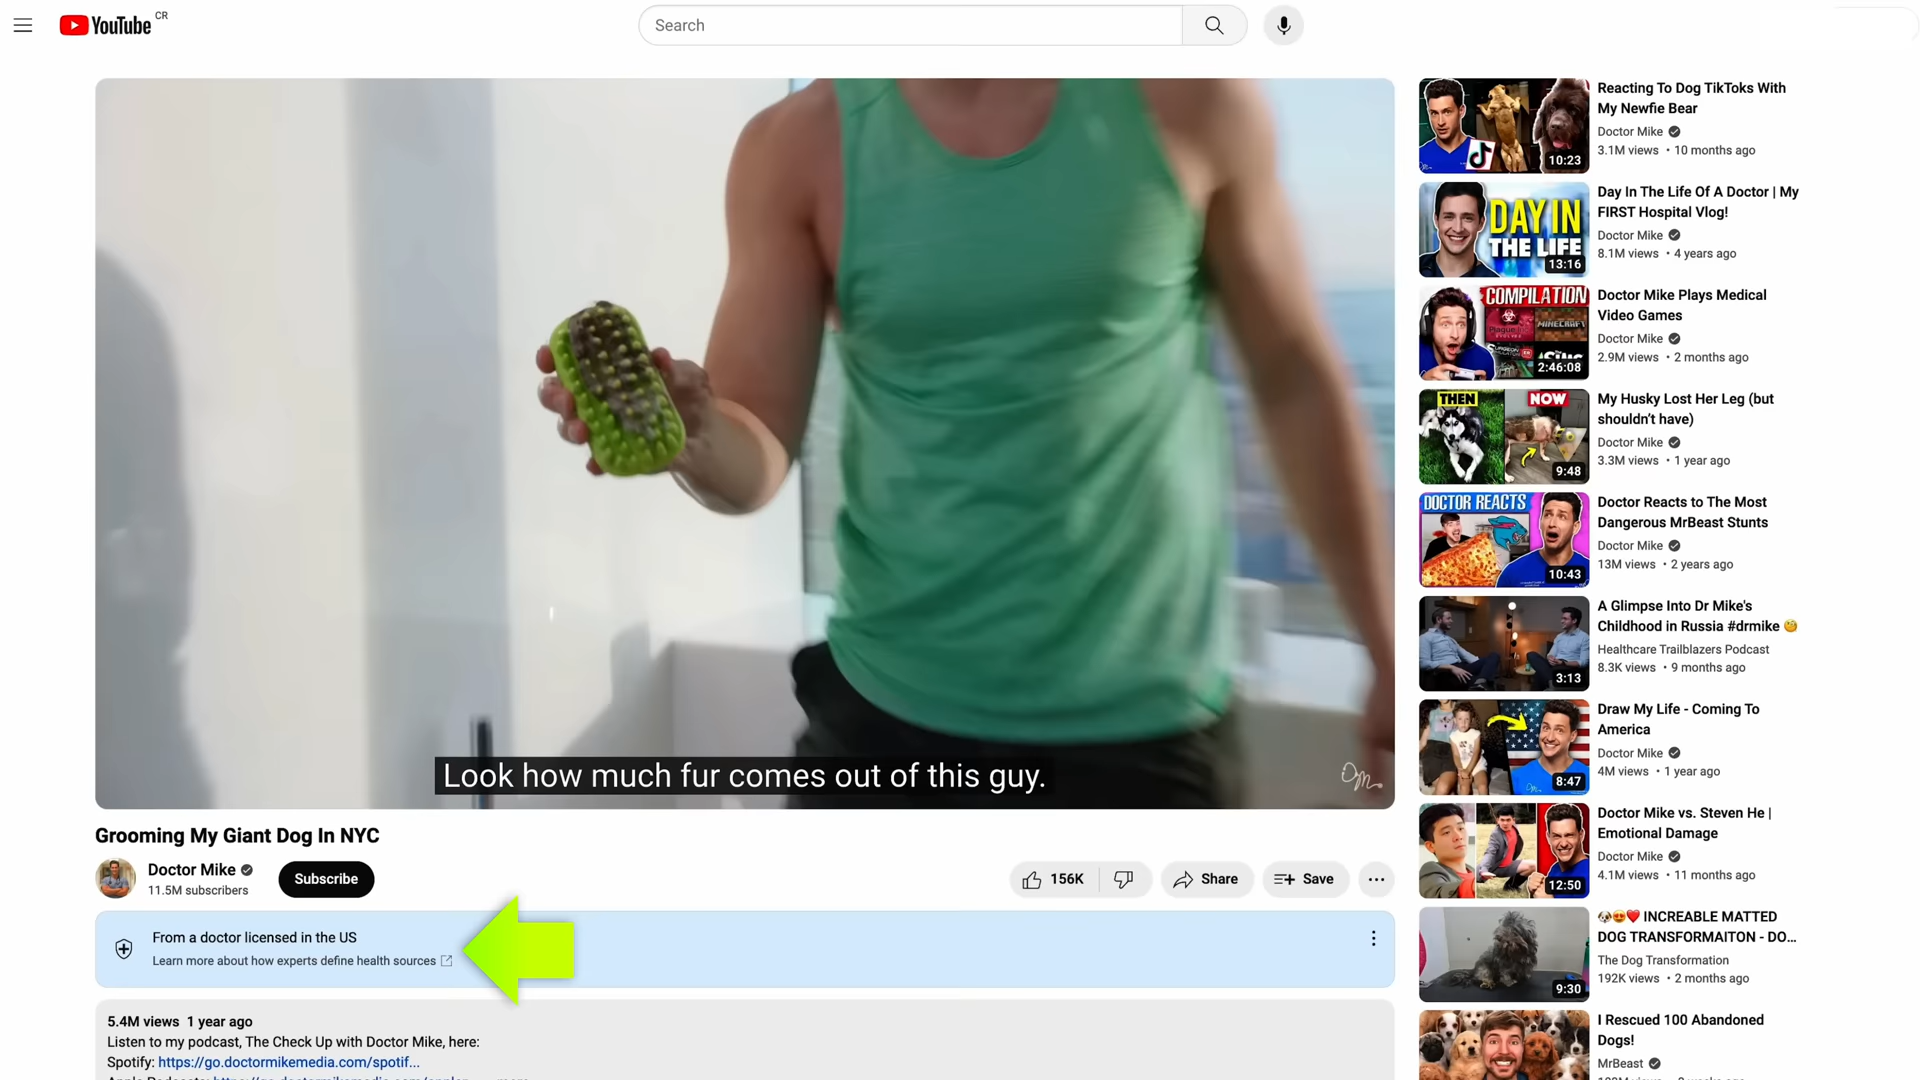 YouTube CR
Search
Look how much fur comes out of this guy.
DM
Grooming My Giant Dog In NYC
Doctor Mike
11.5M subscribers
Subscribe
156K
Share
Save
From a doctor licensed in the US
Learn more about how experts define health sources
5.4M views 1 year ago
Listen to my podcast, The Check Up with Doctor Mike, here:
Spotify: https://go.doctormikemedia.com/spotif...
10:23
Reacting To Dog TikToks With
My Newfie Bear
Doctor Mike
3.1M views • 10 months ago
DAY IN
THE LIFE
13:16
Day In The Life Of A Doctor | My
FIRST Hospital Vlog!
Doctor Mike
8.1M views • 4 years ago
COMPILATION
MINECRAFT
2:46:08
Doctor Mike Plays Medical
Video Games
Doctor Mike
2.9M views • 2 months ago
THEN
NOW
9:48
My Husky Lost Her Leg (but
shouldn’t have)
Doctor Mike
3.3M views • 1 year ago
DOCTOR REACTS
10:43
Doctor Reacts to The Most
Dangerous MrBeast Stunts
Doctor Mike
13M views • 2 years ago
3:13
A Glimpse Into Dr Mike's
Childhood in Russia #drmike 🧐
Healthcare Trailblazers Podcast
8.3K views • 9 months ago
8:47
Draw My Life - Coming To
America
Doctor Mike
4M views • 1 year ago
12:50
Doctor Mike vs. Steven He |
Emotional Damage
Doctor Mike
4.1M views • 11 months ago
9:30
🐶😍❤️ INCREABLE MATTED
DOG TRANSFORMAITON - DO...
The Dog Transformation
192K views • 2 months ago
I Rescued 100 Abandoned
Dogs!
MrBeast